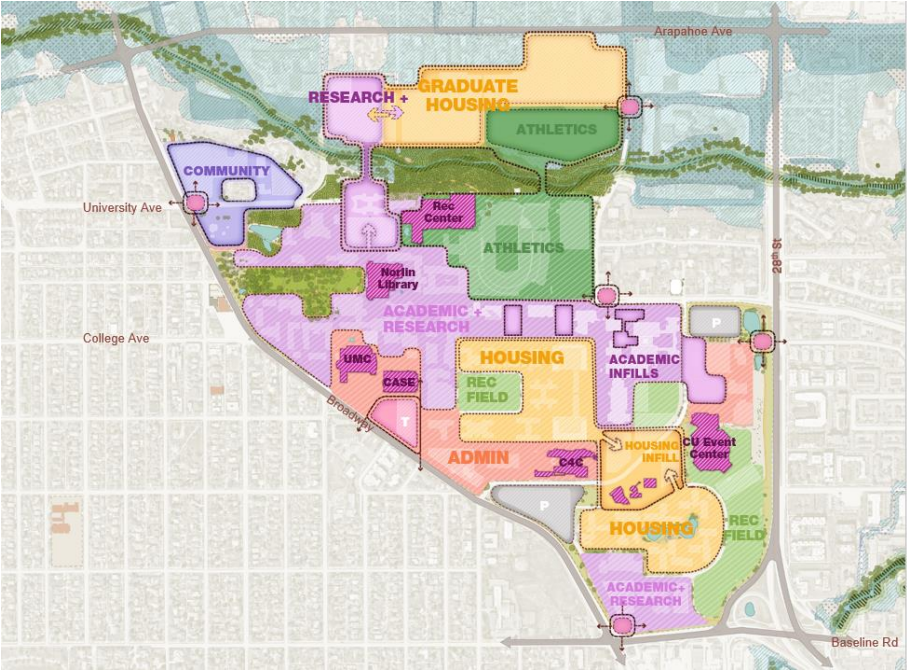 Arapahoe Ave
GRADUATE
HOUSING
RESEARCH +
ATHLETICS
COMMUNITY
University Ave
Rec
Center
ATHLETICS
28th St
Norlin
Library
ACADEMIC +
RESEARCH
P
College Ave
UMC
HOUSING
ACADEMIC
INFILLS
CASE
REC
FIELD
Broadway
T
ADMIN
C4C
HOUSING
INFILL
CU Event
Center
P
HOUSING
REC
FIELD
ACADEMIC+
RESEARCH
Baseline Rd